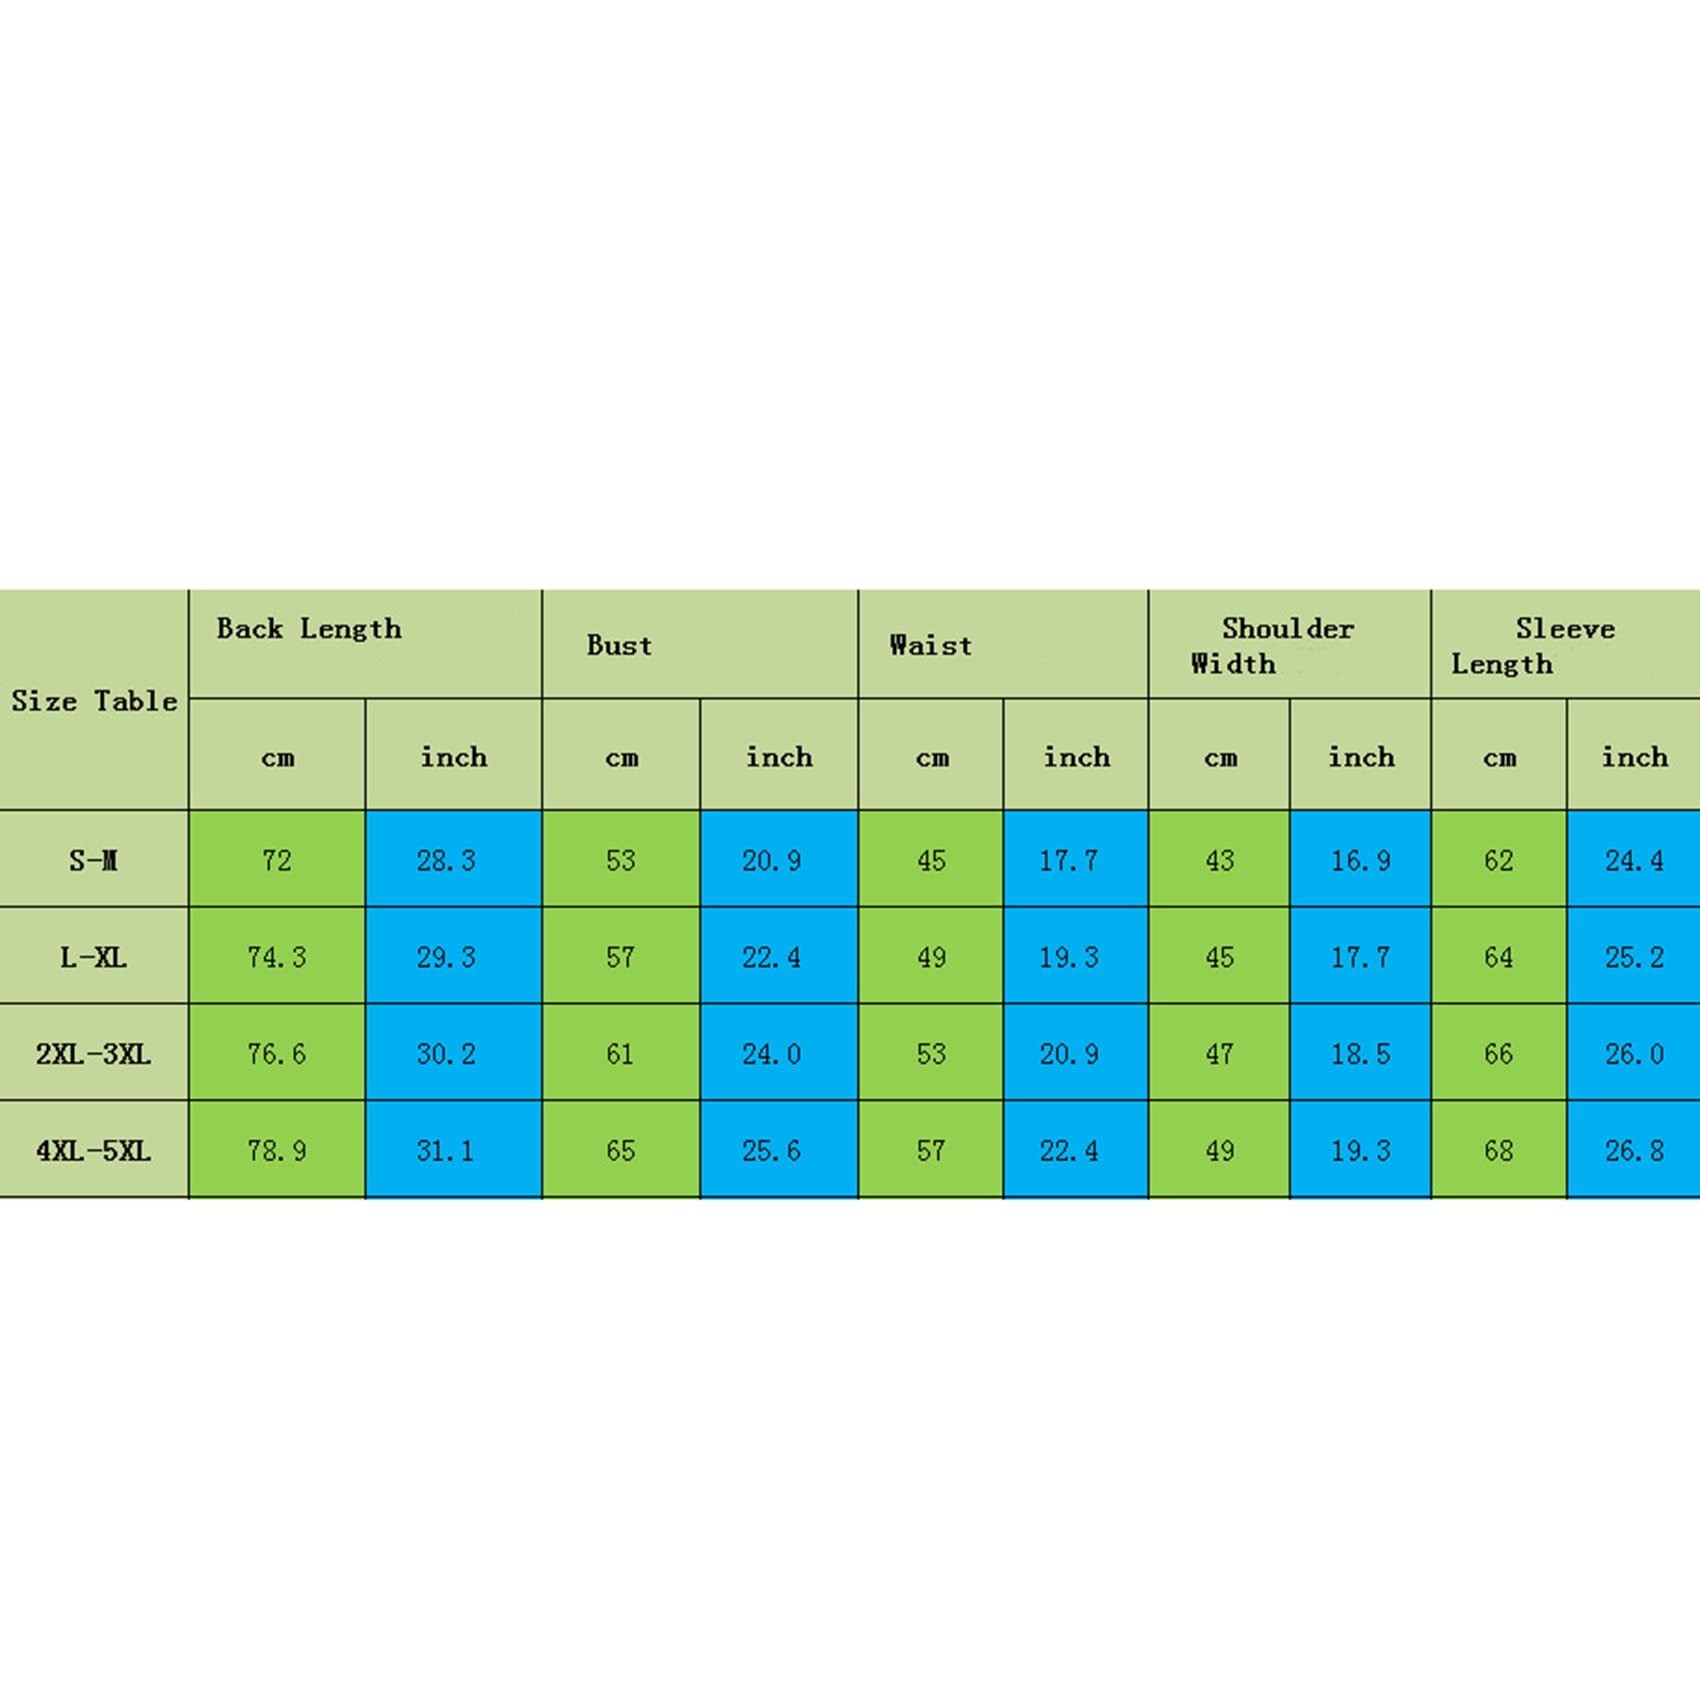 Size Table
Back Length
Bust
Waist
Shoulder
Width
Sleeve
Length
cm inch cm inch cm inch cm inch cm inch
S-M 72 28.3 53 20.9 45 17.7 43 16.9 62 24.4
L-XL 74.3 29.3 57 22.4 49 19.3 45 17.7 64 25.2
2XL-3XL 76.6 30.2 61 24.0 53 20.9 47 18.5 66 26.0
4XL-5XL 78.9 31.1 65 25.6 57 22.4 49 19.3 68 26.8